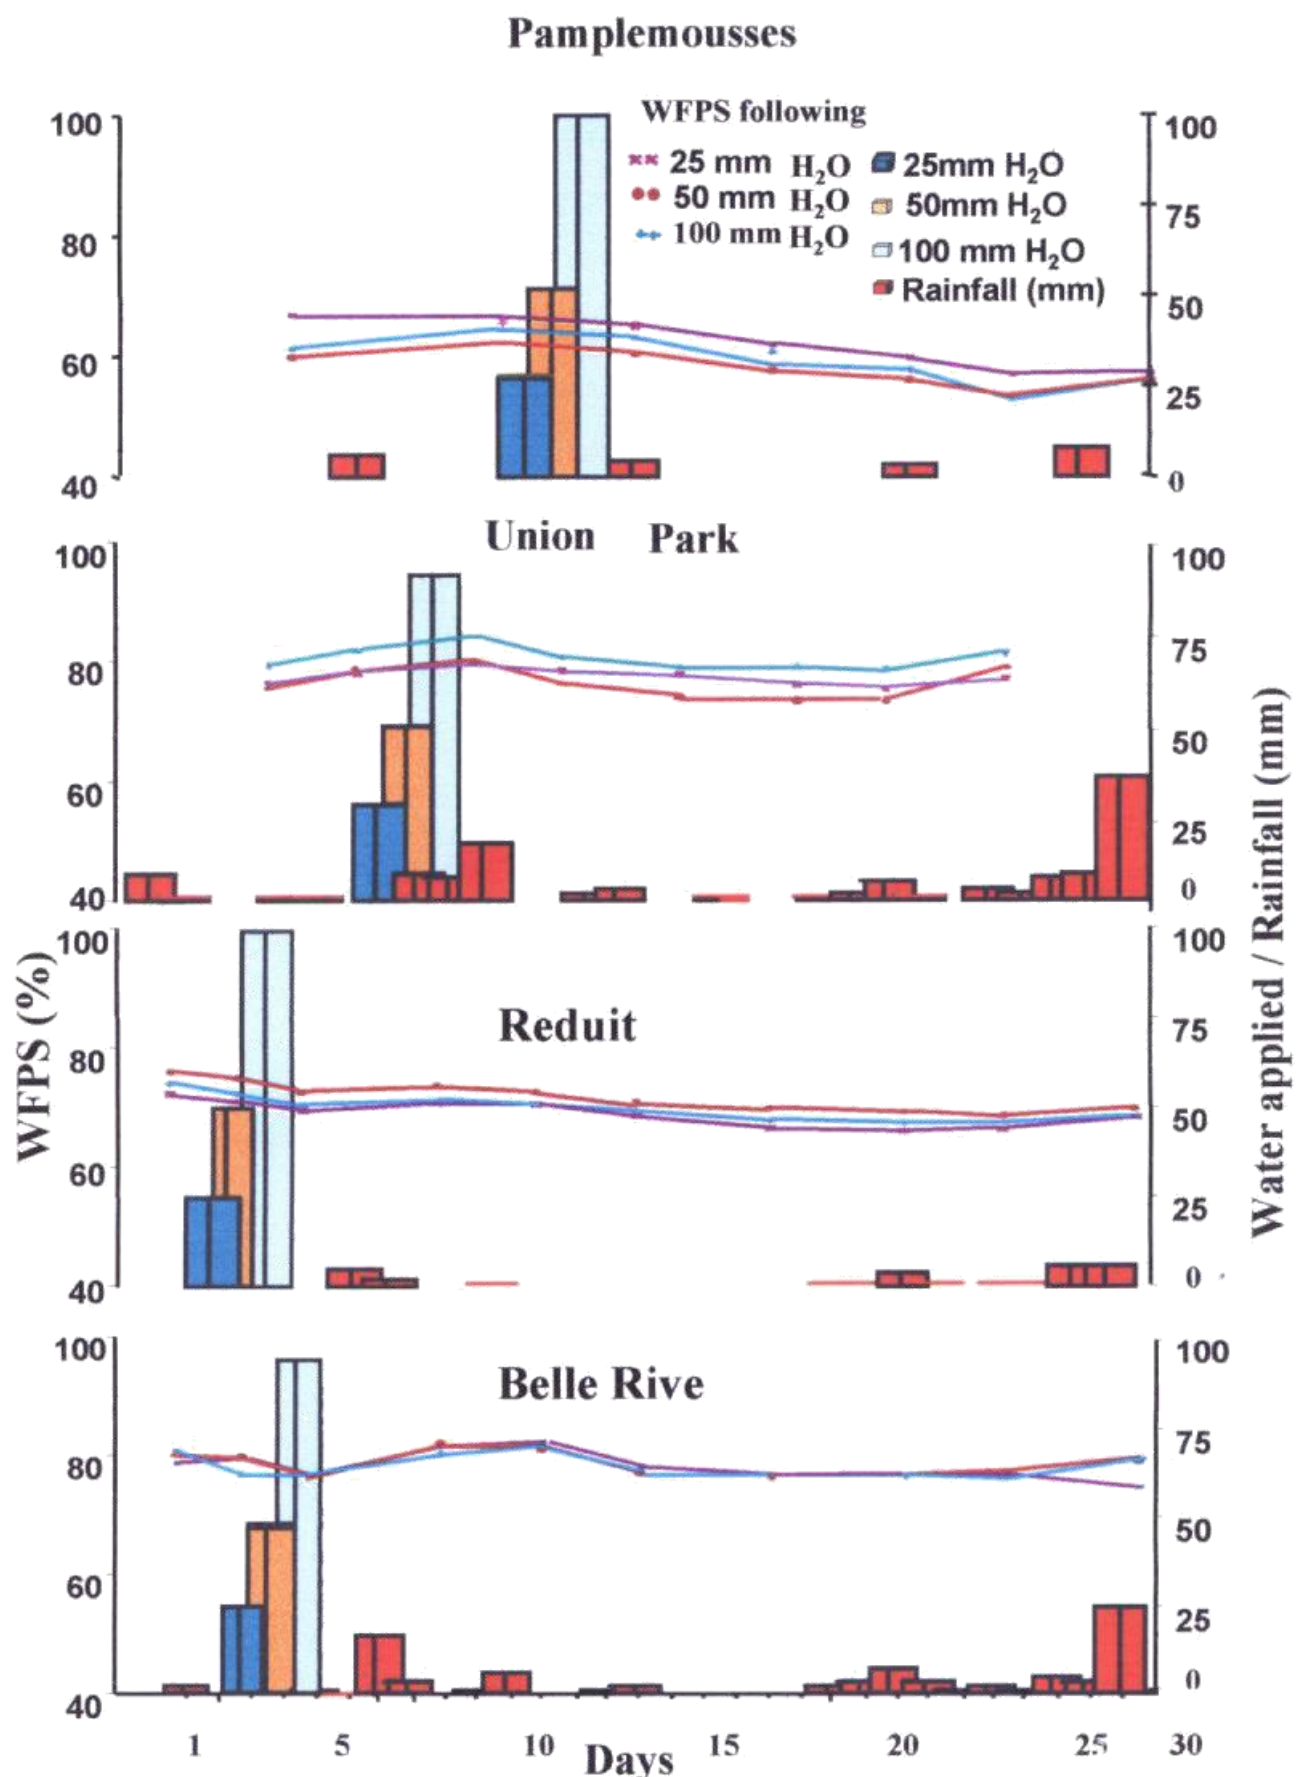 Pamplemousses
WFPS following
25 mm H₂O
50 mm H₂O
100 mm H₂O
25mm H₂O
50mm H₂O
100 mm H₂O
Rainfall (mm)
100
80
60
40
100
75
50
25
0
Union Park
100
80
60
40
100
75
50
25
0
Reduit
100
80
60
40
100
75
50
25
0
Belle Rive
100
80
60
40
100
75
50
25
0
WFPS (%)
Water applied / Rainfall (mm)
1 5 10 15 20 25 30
Days